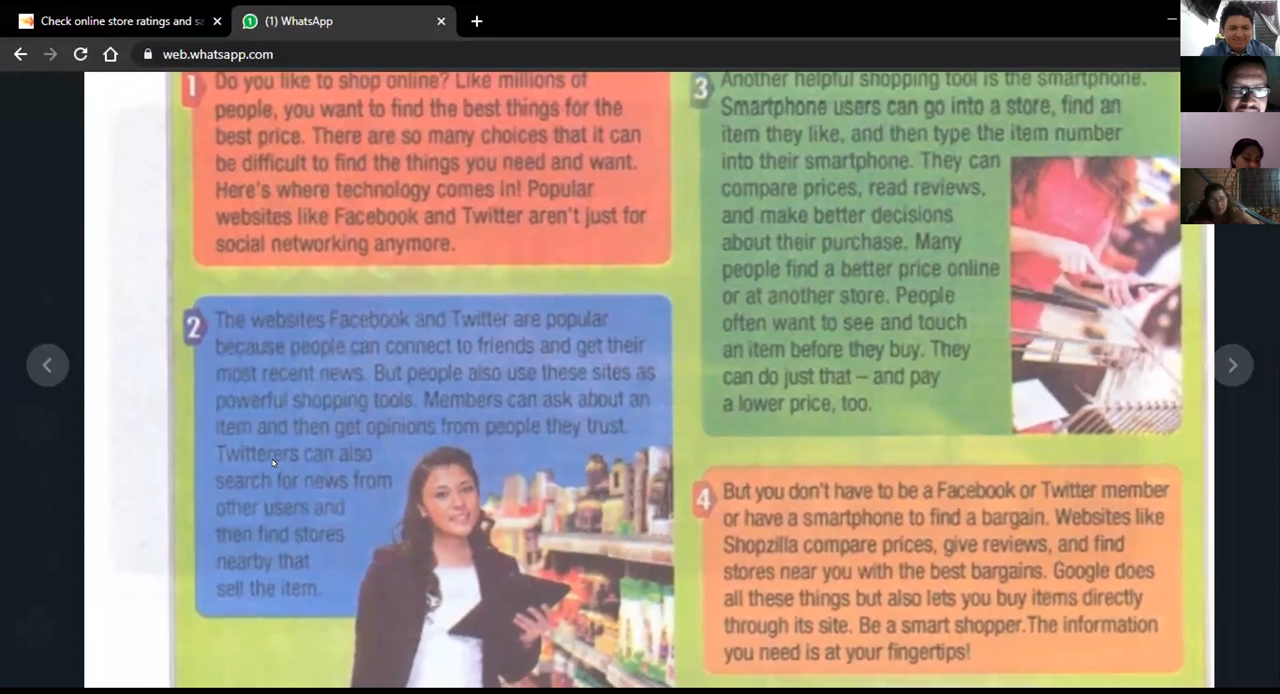 Check online store ratings and sa
(1) WhatsApp
web.whatsapp.com
1
Do you like to shop online? Like millions of
people, you want to find the best things for the
best price. There are so many choices that it can
be difficult to find the things you need and want.
Here's where technology comes in! Popular
websites like Facebook and Twitter aren't just for
social networking anymore.
2
The websites Facebook and Twitter are popular
because people can connect to friends and get their
most recent news. But people also use these sites as
powerful shopping tools. Members can ask about an
item and then get opinions from people they trust.
Twitterers can also
search for news from
other users and
then find stores
nearby that
sell the item.
3
Another helpful shopping tool is the smartphone.
Smartphone users can go into a store, find an
item they like, and then type the item number
into their smartphone. They can
compare prices, read reviews,
and make better decisions
about their purchase. Many
people find a better price online
or at another store. People
often want to see and touch
an item before they buy. They
can do just that – and pay
a lower price, too.
4
But you don't have to be a Facebook or Twitter member
or have a smartphone to find a bargain. Websites like
Shopzilla compare prices, give reviews, and find
stores near you with the best bargains. Google does
all these things but also lets you buy items directly
through its site. Be a smart shopper.The information
you need is at your fingertips!